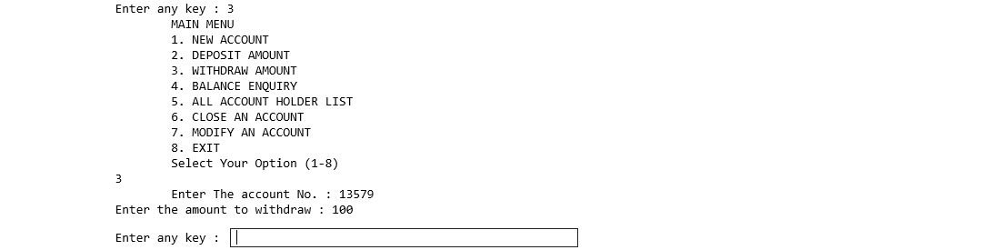 Enter any key : 3
MAIN MENU
1. NEW ACCOUNT
2. DEPOSIT AMOUNT
3. WITHDRAW AMOUNT
4. BALANCE ENQUIRY
5. ALL ACCOUNT HOLDER LIST
6. CLOSE AN ACCOUNT
7. MODIFY AN ACCOUNT
8. EXIT
Select Your Option (1-8)
3
Enter The account No. : 13579
Enter the amount to withdraw : 100
Enter any key :